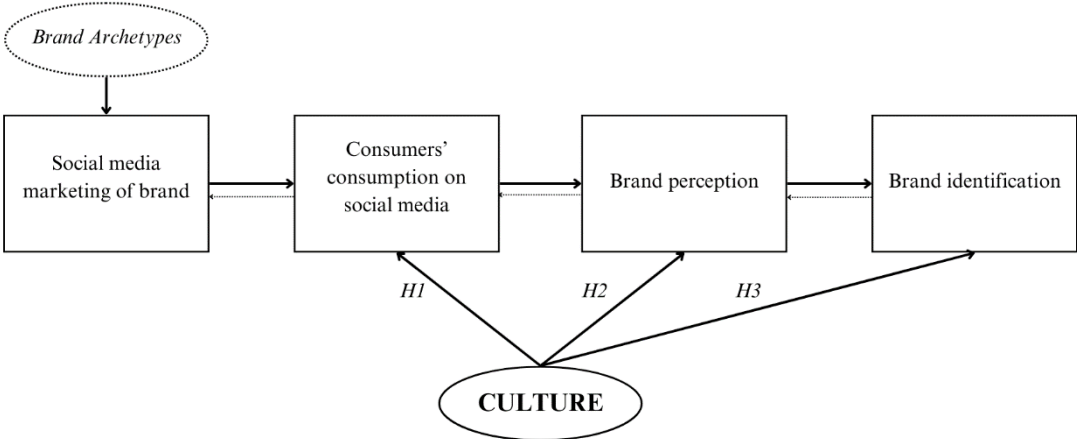 Brand Archetypes
Social media
marketing of brand
Consumers’
consumption on
social media
Brand perception
Brand identification
H1
H2
H3
CULTURE